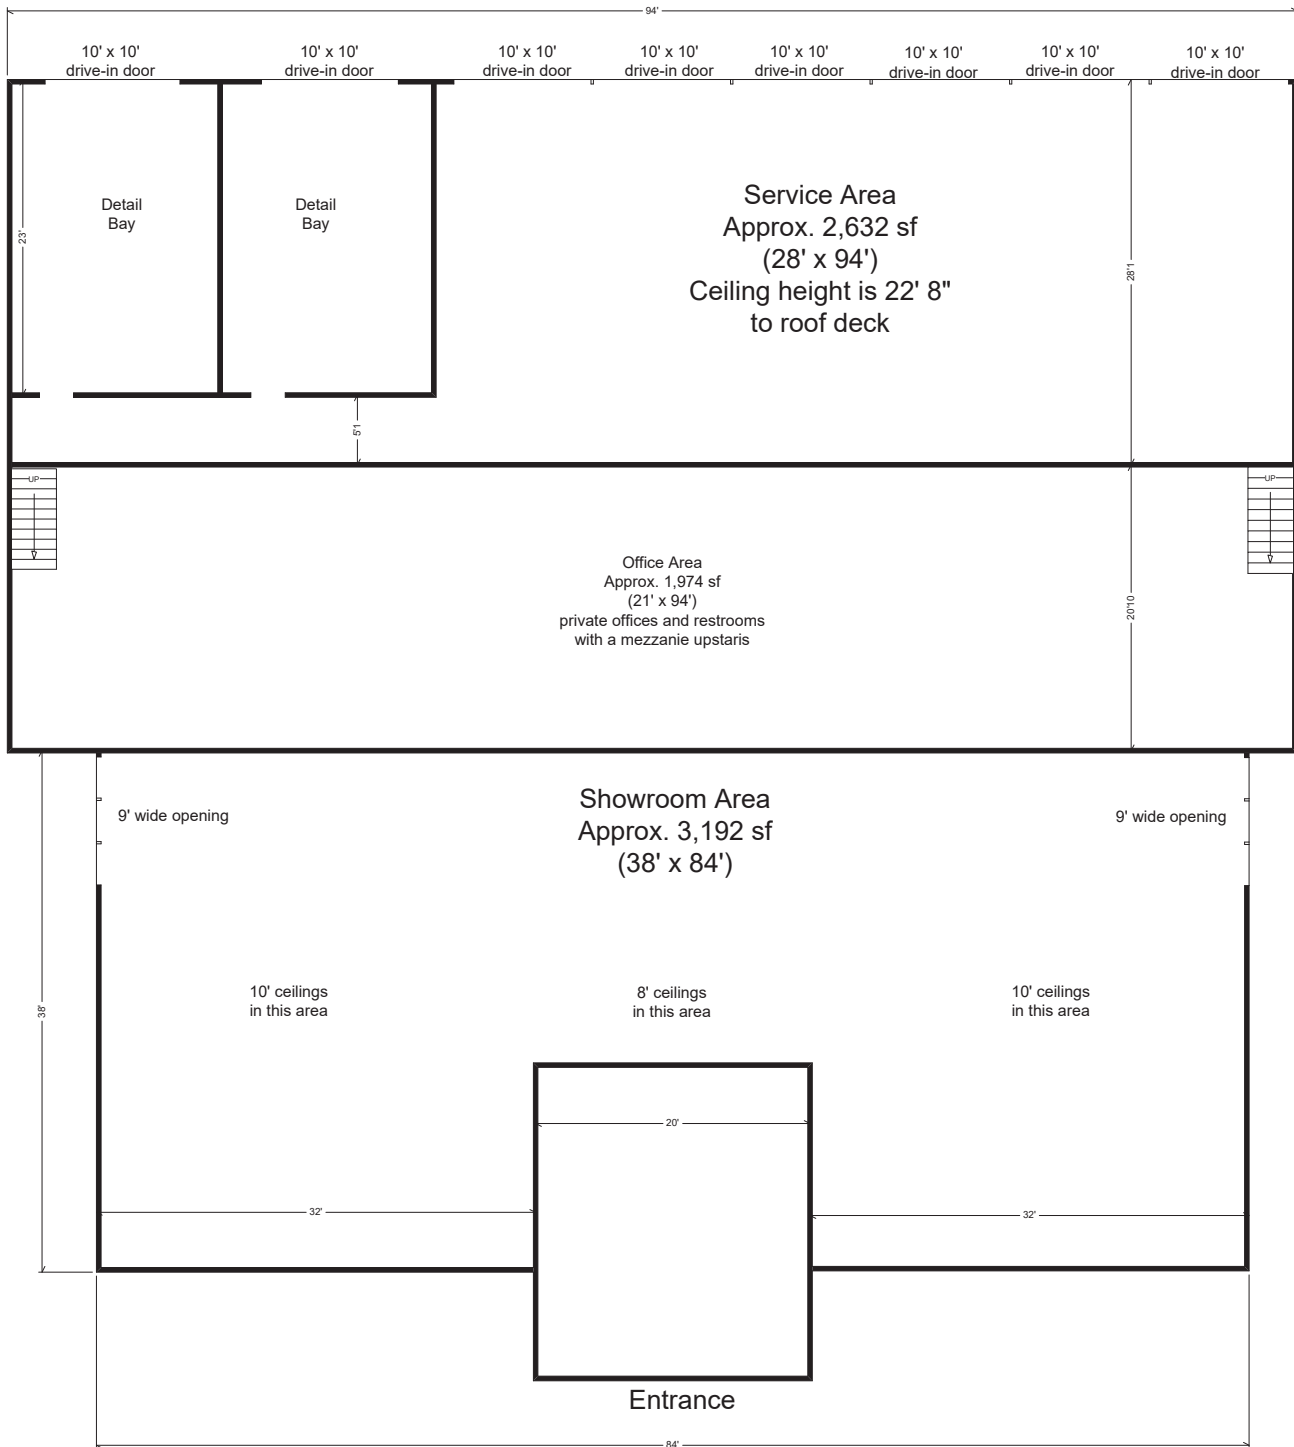 94'
10' x 10'
drive-in door
10' x 10'
drive-in door
10' x 10'
drive-in door
10' x 10'
drive-in door
10' x 10'
drive-in door
10' x 10'
drive-in door
10' x 10'
drive-in door
10' x 10'
drive-in door
Detail
Bay
Detail
Bay
23'
Service Area
Approx. 2,632 sf
(28' x 94')
Ceiling height is 22' 8"
to roof deck
28'1
5'1
UP
UP
Office Area
Approx. 1,974 sf
(21' x 94')
private offices and restrooms
with a mezzanie upstaris
20'10
Showroom Area
Approx. 3,192 sf
(38' x 84')
9' wide opening
9' wide opening
10' ceilings
in this area
8' ceilings
in this area
10' ceilings
in this area
38'
20'
32'
32'
Entrance
84'